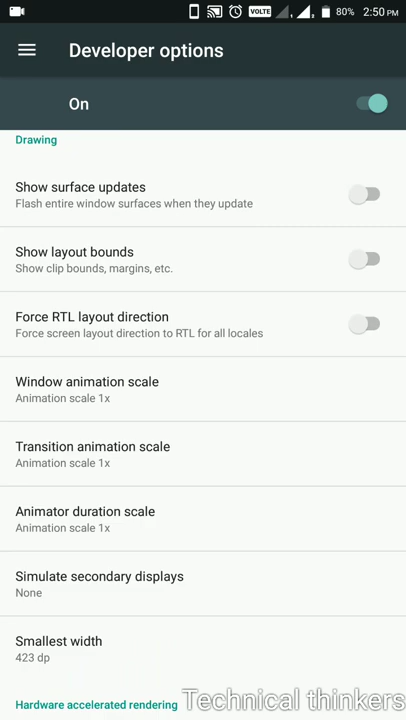 VOLTE 1 2 80% 2:50 PM
Developer options
On
Drawing
Show surface updates
Flash entire window surfaces when they update
Show layout bounds
Show clip bounds, margins, etc.
Force RTL layout direction
Force screen layout direction to RTL for all locales
Window animation scale
Animation scale 1x
Transition animation scale
Animation scale 1x
Animator duration scale
Animation scale 1x
Simulate secondary displays
None
Smallest width
423 dp
Hardware accelerated rendering
Technical thinkers